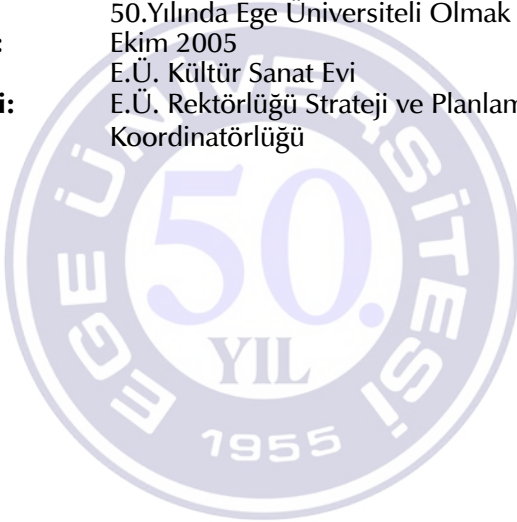 50.Yılında Ege Üniversiteli Olmak
: Ekim 2005
E.Ü. Kültür Sanat Evi
i: E.Ü. Rektörlüğü Strateji ve Planlam
Koordinatörlüğü
EGE ÜNİVERSİTESİ
50.
YIL
1955